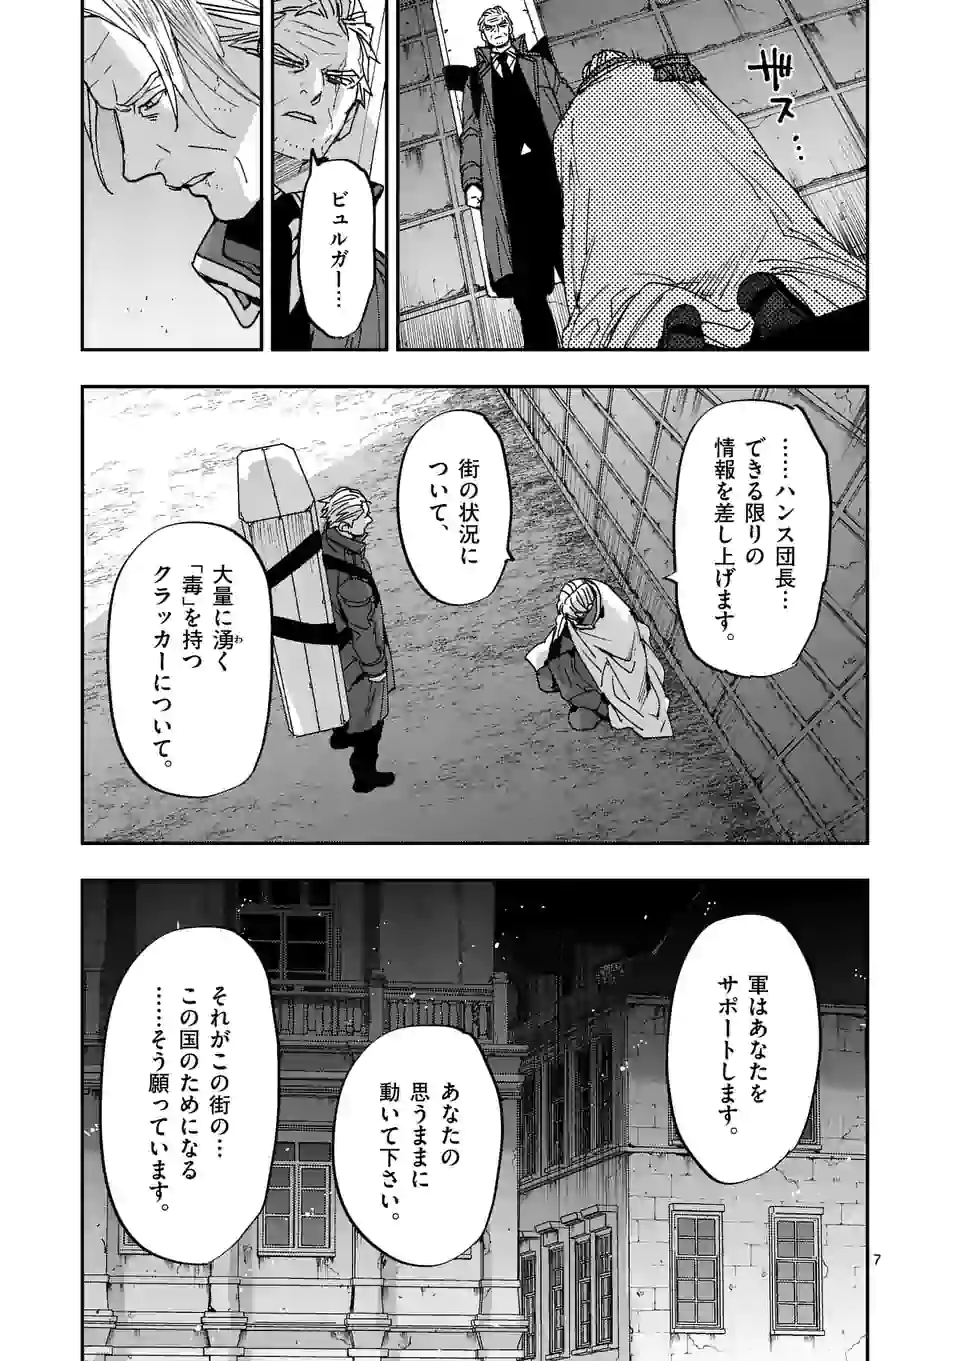 ギス…
ビュルガー…
……ハンス団長…
できる限りの
情報を差し上げます。
街の状況に
ついて、
大量に湧く
わ
「毒」を持つ
クラッカーについて。
軍はあなたを
サポートします。
あなたの
思うままに
動いて下さい。
それがこの街の…
この国のためになる
……そう願っています。
7